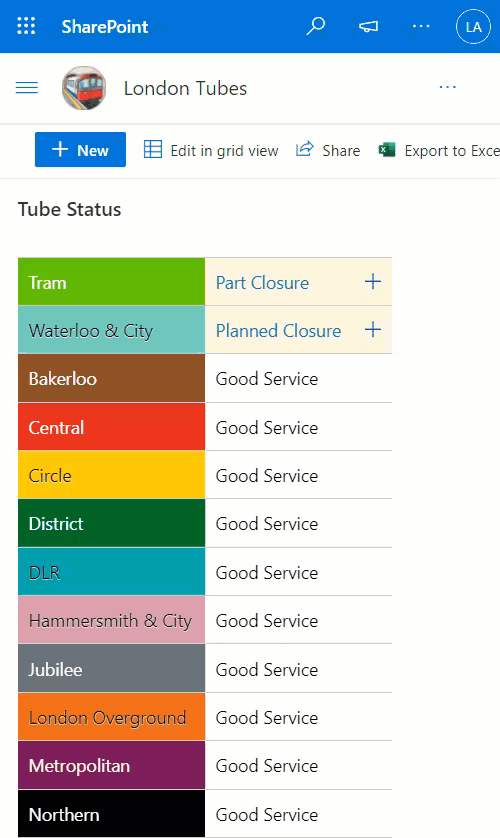 SharePoint
LA
London Tubes
New
Edit in grid view
Share
Export to Exce
Tube Status
Tram Part Closure
Waterloo & City Planned Closure
Bakerloo Good Service
Central Good Service
Circle Good Service
District Good Service
DLR Good Service
Hammersmith & City Good Service
Jubilee Good Service
London Overground Good Service
Metropolitan Good Service
Northern Good Service